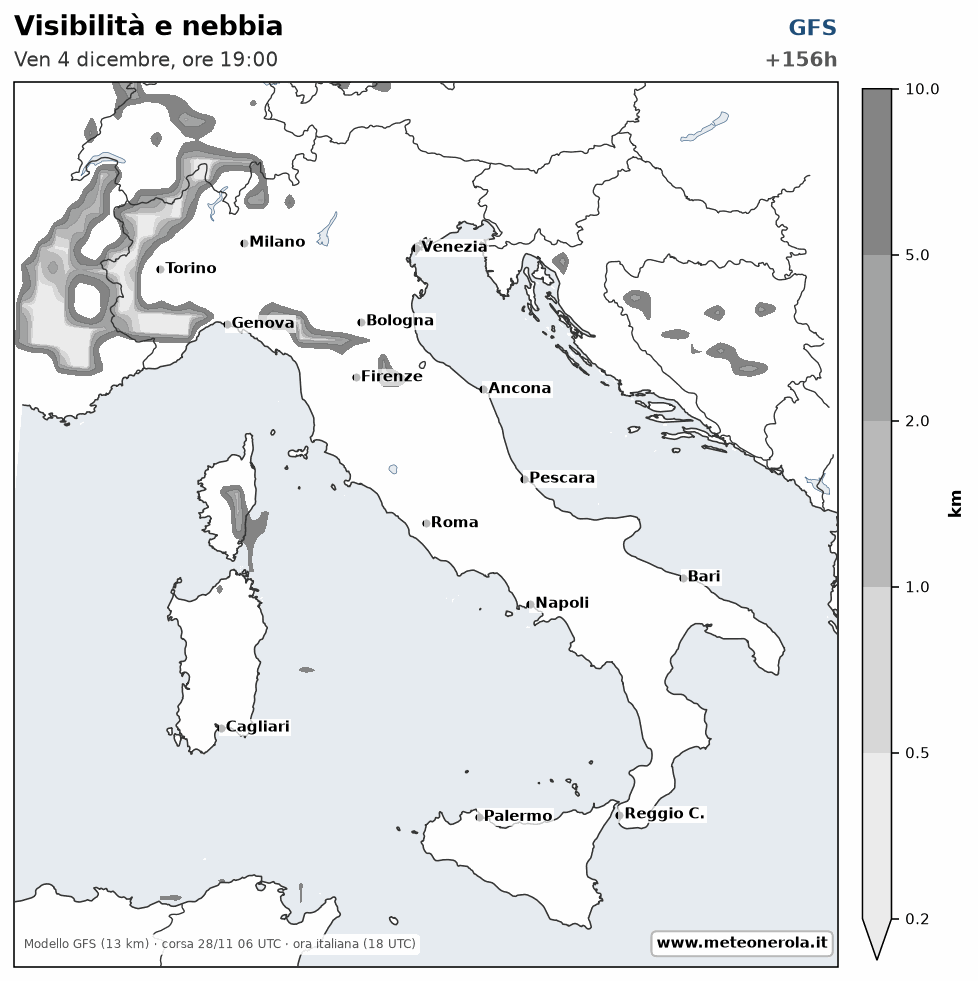 Visibilità e nebbia
GFS
Ven 4 dicembre, ore 19:00
+156h
10.0
5.0
2.0
1.0
0.5
0.2
km
Milano
Venezia
Torino
Genova
Bologna
Firenze
Ancona
Pescara
Roma
Bari
Napoli
Cagliari
Palermo
Reggio C.
Modello GFS (13 km) · corsa 28/11 06 UTC · ora italiana (18 UTC)
www.meteonerola.it